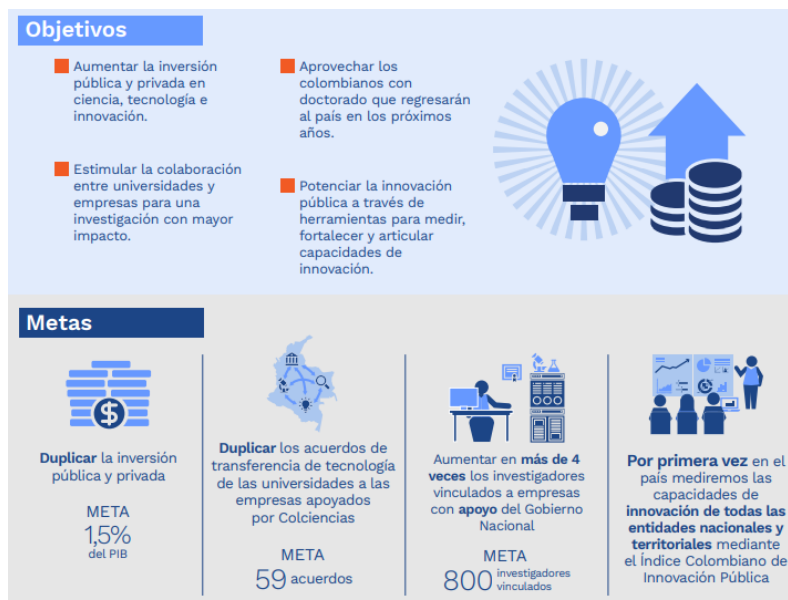 Objetivos
Aumentar la inversión
pública y privada en
ciencia, tecnología e
innovación.
Estimular la colaboración
entre universidades y
empresas para una
investigación con mayor
impacto.
Aprovechar los
colombianos con
doctorado que regresarán
al país en los próximos
años.
Potenciar la innovación
pública a través de
herramientas para medir,
fortalecer y articular
capacidades de
innovación.
Metas
$
Duplicar la inversión
pública y privada
META
1,5%
del PIB
Duplicar los acuerdos de
transferencia de tecnología
de las universidades a las
empresas apoyados
por Colciencias
META
59 acuerdos
Aumentar en más de 4
veces los investigadores
vinculados a empresas
con apoyo del Gobierno
Nacional
META
800 investigadores
vinculados
Por primera vez en el
país mediremos las
capacidades de
innovación de todas las
entidades nacionales y
territoriales mediante
el Índice Colombiano de
Innovación Pública